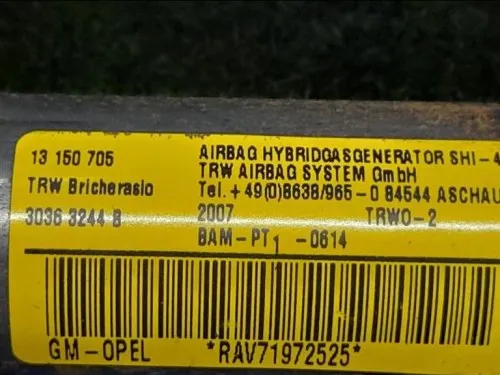 13 150 705
AIRBAG HYBRIDGASGENERATOR SHI-4
TRW AIRBAG SYSTEM GmbH
TRW Bricherasio
Tel. +49(0)8638/965-0 84544 ASCHAU
3036 3244 B
2007 TRWO-2
BAM-PT1 -0614
GM-OPEL *RAV71972525*